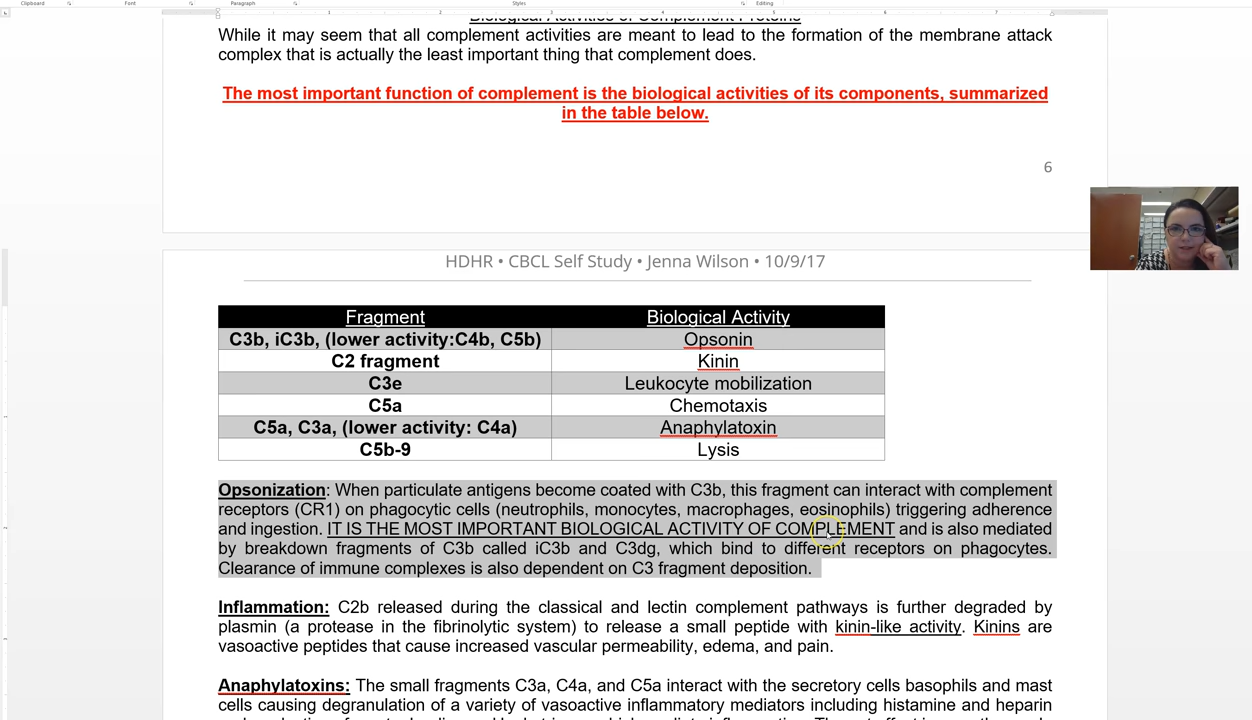 Clipboard
Font
Paragraph
Styles
Editing
Biological Activities of Complement Proteins
While it may seem that all complement activities are meant to lead to the formation of the membrane attack
complex that is actually the least important thing that complement does.
The most important function of complement is the biological activities of its components, summarized
in the table below.
6
HDHR • CBCL Self Study • Jenna Wilson • 10/9/17
Fragment Biological Activity
C3b, iC3b, (lower activity:C4b, C5b) Opsonin
C2 fragment Kinin
C3e Leukocyte mobilization
C5a Chemotaxis
C5a, C3a, (lower activity: C4a) Anaphylatoxin
C5b-9 Lysis
Opsonization: When particulate antigens become coated with C3b, this fragment can interact with complement
receptors (CR1) on phagocytic cells (neutrophils, monocytes, macrophages, eosinophils) triggering adherence
and ingestion. IT IS THE MOST IMPORTANT BIOLOGICAL ACTIVITY OF COMPLEMENT and is also mediated
by breakdown fragments of C3b called iC3b and C3dg, which bind to different receptors on phagocytes.
Clearance of immune complexes is also dependent on C3 fragment deposition.
Inflammation: C2b released during the classical and lectin complement pathways is further degraded by
plasmin (a protease in the fibrinolytic system) to release a small peptide with kinin-like activity. Kinins are
vasoactive peptides that cause increased vascular permeability, edema, and pain.
Anaphylatoxins: The small fragments C3a, C4a, and C5a interact with the secretory cells basophils and mast
cells causing degranulation of a variety of vasoactive inflammatory mediators including histamine and heparin